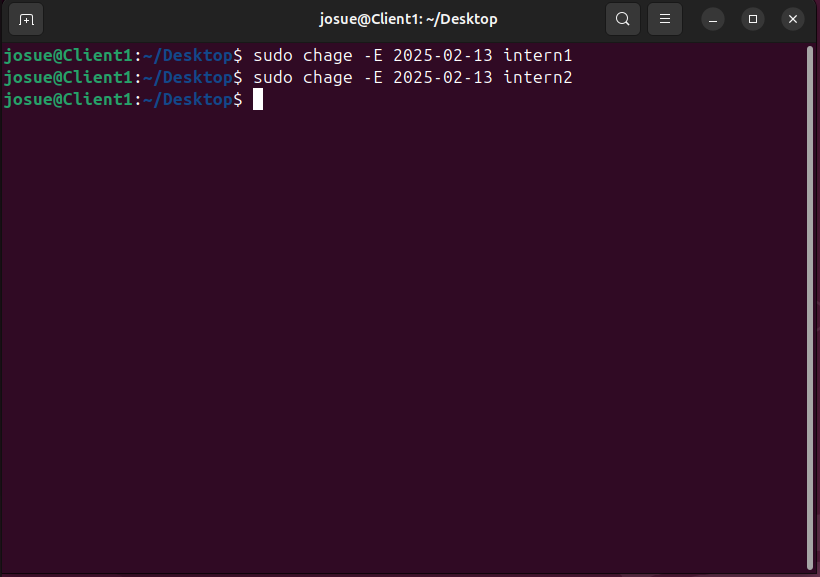 josue@Client1: ~/Desktop
josue@Client1:~/Desktop$ sudo chage -E 2025-02-13 intern1
josue@Client1:~/Desktop$ sudo chage -E 2025-02-13 intern2
josue@Client1:~/Desktop$